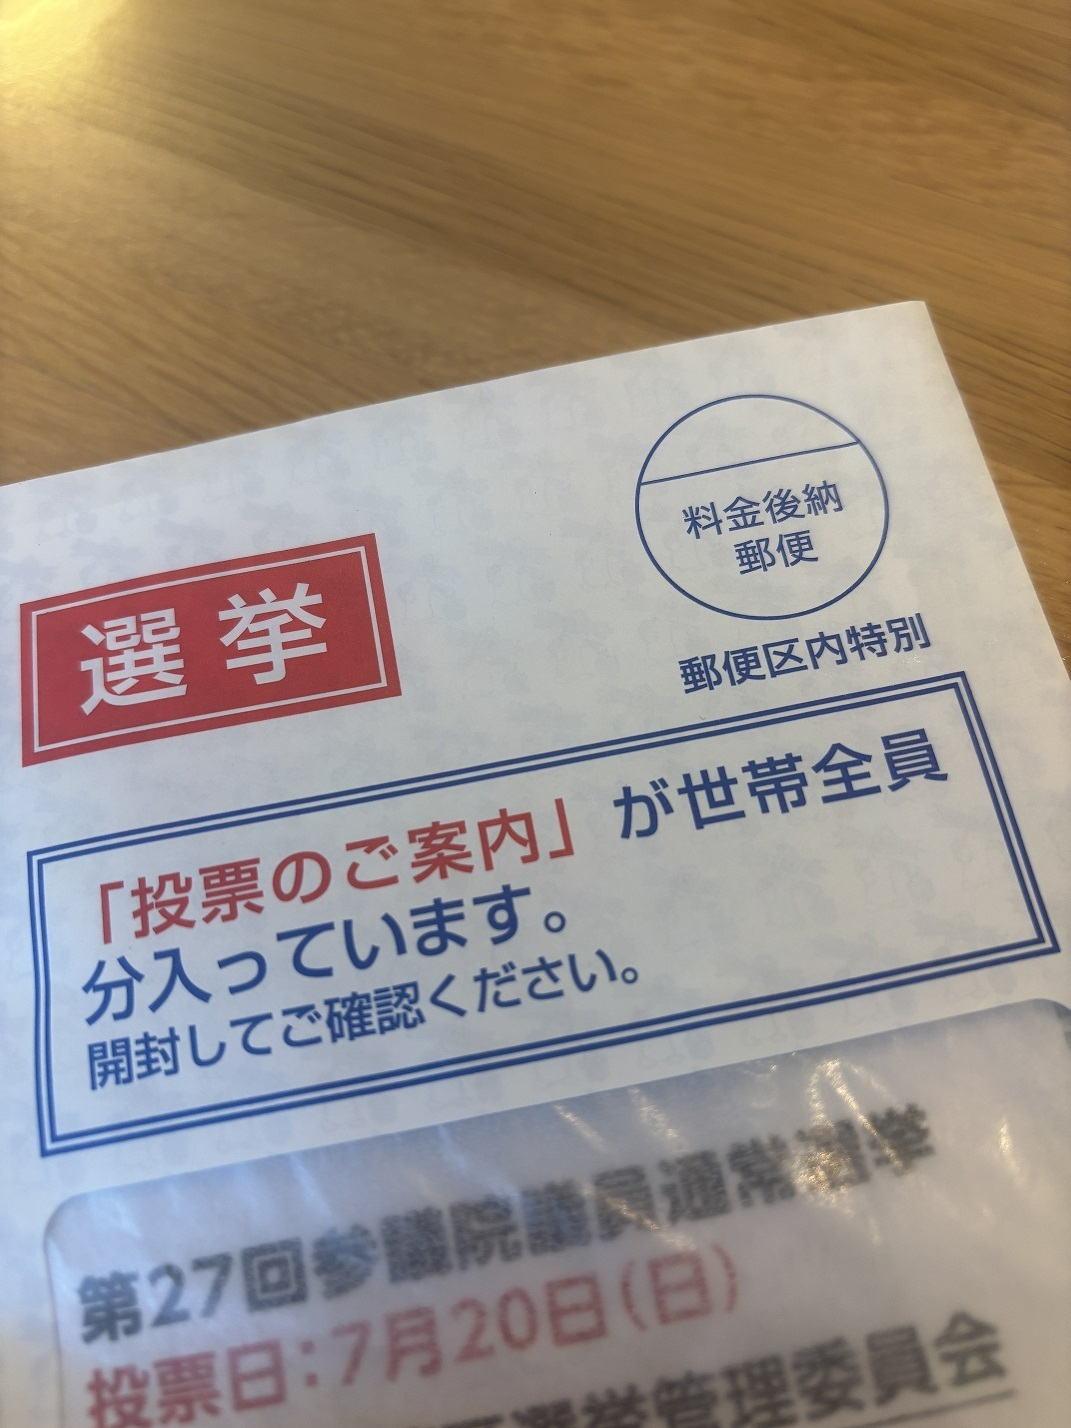 料金後納
郵便
郵便区内特別
選挙
「投票のご案内」が世帯全員
分入っています。
開封してご確認ください。
第27回参議院議員通常選挙
投票日：7月20日（日）
選挙管理委員会